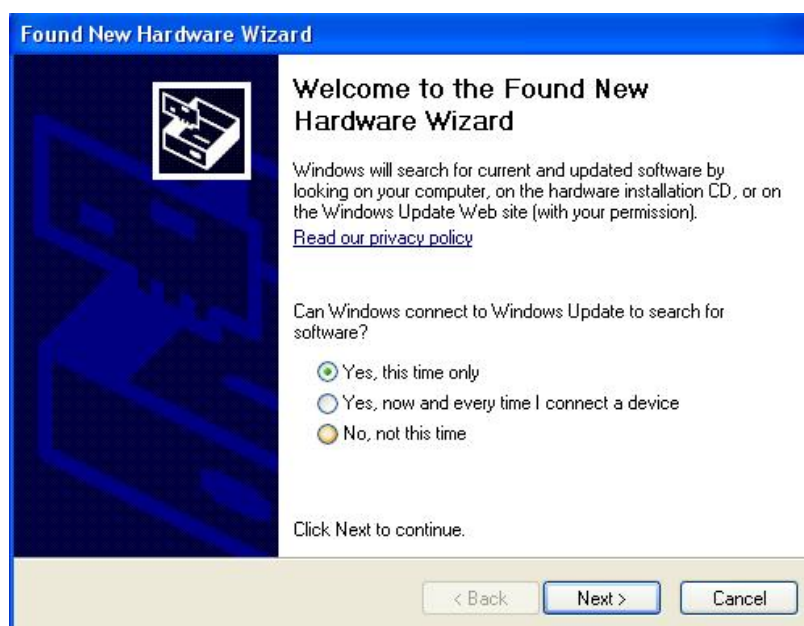 Found New Hardware Wizard
Welcome to the Found New
Hardware Wizard
Windows will search for current and updated software by
looking on your computer, on the hardware installation CD, or on
the Windows Update Web site (with your permission).
Read our privacy policy
Can Windows connect to Windows Update to search for
software?
Yes, this time only
Yes, now and every time I connect a device
No, not this time
Click Next to continue.
< Back
Next >
Cancel